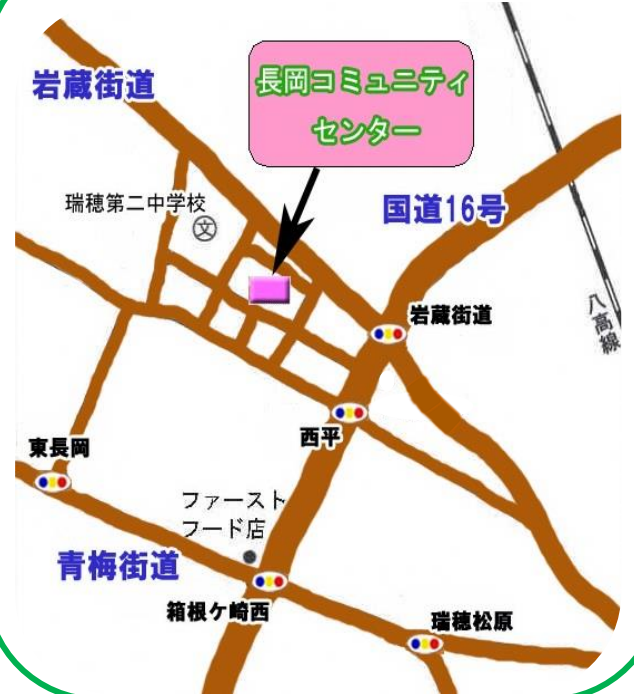 岩蔵街道
長岡コミュニティ
センター
瑞穂第二中学校
文
国道16号
八高線
岩蔵街道
西平
東長岡
ファースト
フード店
青梅街道
箱根ケ崎西
瑞穂松原